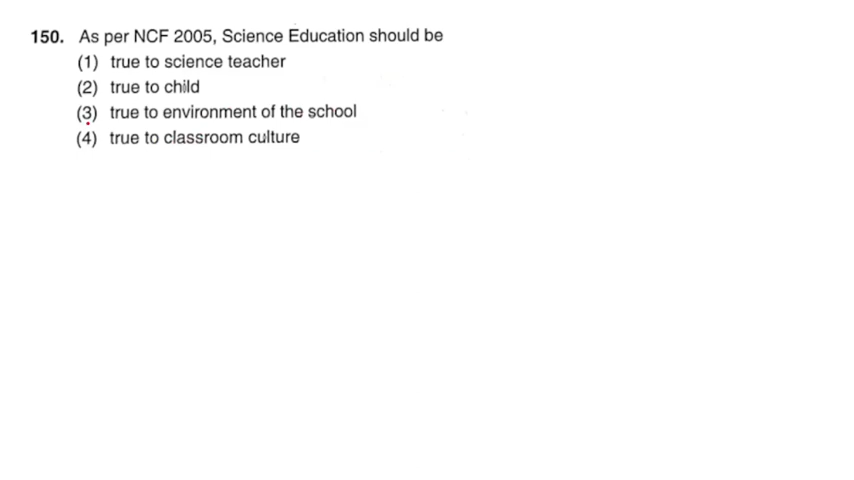 150. As per NCF 2005, Science Education should be
(1) true to science teacher
(2) true to child
(3) true to environment of the school
(4) true to classroom culture